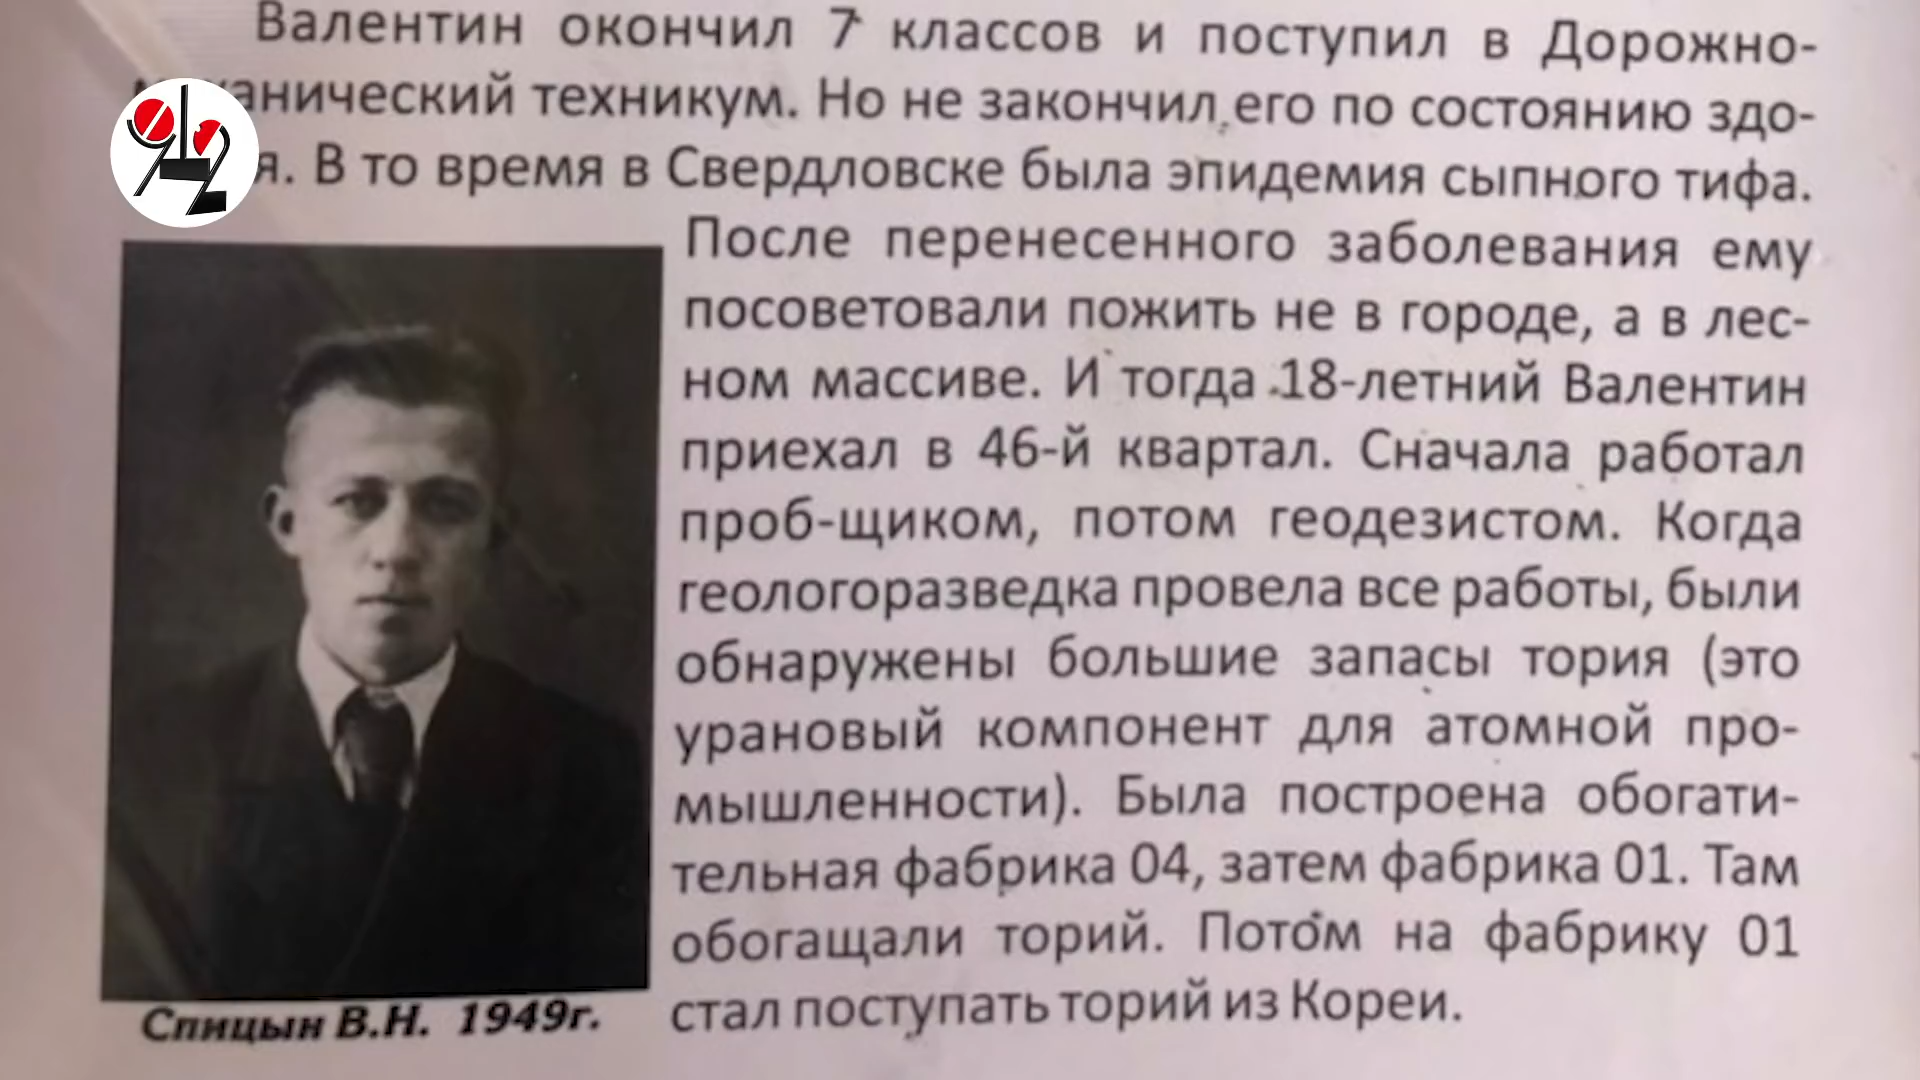 Валентин окончил 7 классов и поступил в Дорожно-
анический техникум. Но не закончил его по состоянию здо-
я. В то время в Свердловске была эпидемия сыпного тифа.
После перенесенного заболевания ему
посоветовали пожить не в городе, а в лес-
ном массиве. И тогда 18-летний Валентин
приехал в 46-й квартал. Сначала работал
проб-щиком, потом геодезистом. Когда
геологоразведка провела все работы, были
обнаружены большие запасы тория (это
урановый компонент для атомной про-
мышленности). Была построена обогати-
тельная фабрика 04, затем фабрика 01. Там
обогащали торий. Потом на фабрику 01
стал поступать торий из Кореи.
Спицын В.Н. 1949г.